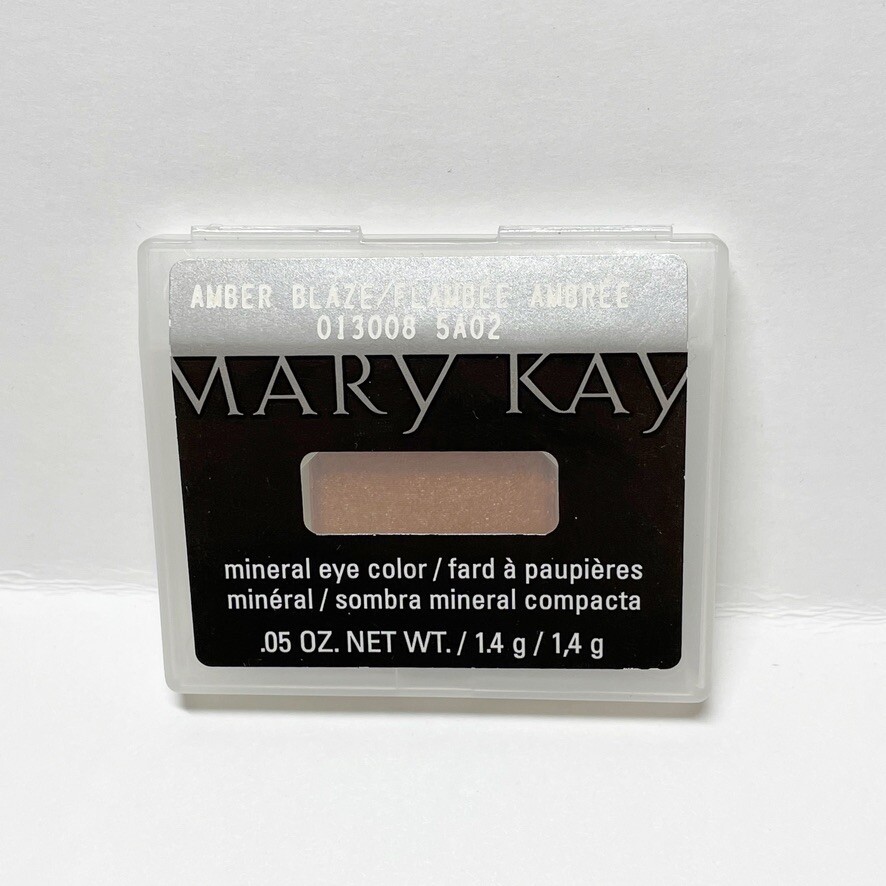 AMBER BLAZE/FLAMBEE AMBREE
013008 5A02
MARY KAY
mineral eye color / fard à paupières
minéral / sombra mineral compacta
.05 OZ. NET WT. / 1.4 g / 1,4 g